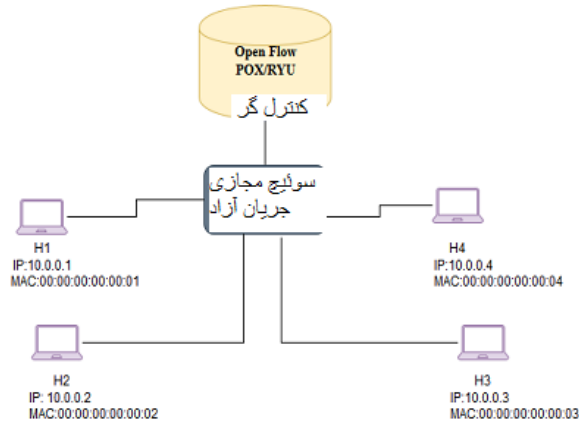 Open Flow
POX/RYU
کنترل گر
سوئیچ مجازی
جریان آزاد
H1
IP:10.0.0.1
MAC:00:00:00:00:00:01
H4
IP:10.0.0.4
MAC:00:00:00:00:00:04
H2
IP: 10.0.0.2
MAC:00:00:00:00:00:02
H3
IP:10.0.0.3
MAC:00:00:00:00:00:03